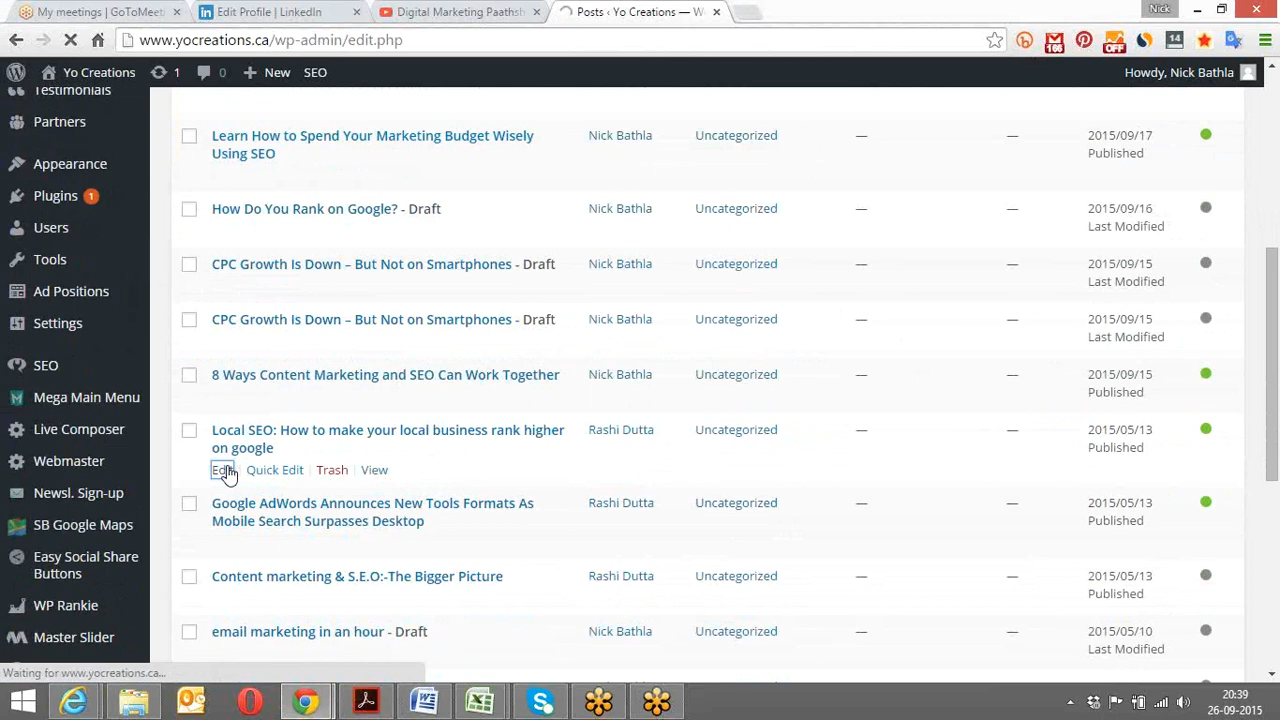 My meetings | GoToMeeti
Edit Profile | LinkedIn
Digital Marketing Paathsh
Posts ‹ Yo Creations — W
Nick
www.yocreations.ca/wp-admin/edit.php
166
OFF
14
Yo Creations
1
0
New
SEO
Howdy, Nick Bathla
Testimonials
Partners
Appearance
Plugins 1
Users
Tools
Ad Positions
Settings
SEO
Mega Main Menu
Live Composer
Webmaster
Newsl. Sign-up
SB Google Maps
Easy Social Share
Buttons
WP Rankie
Master Slider
Learn How to Spend Your Marketing Budget Wisely Nick Bathla Uncategorized — — 2015/09/17
Using SEO Published
How Do You Rank on Google? - Draft Nick Bathla Uncategorized — — 2015/09/16
Last Modified
CPC Growth Is Down – But Not on Smartphones - Draft Nick Bathla Uncategorized — — 2015/09/15
Last Modified
CPC Growth Is Down – But Not on Smartphones - Draft Nick Bathla Uncategorized — — 2015/09/15
Last Modified
8 Ways Content Marketing and SEO Can Work Together Nick Bathla Uncategorized — — 2015/09/15
Published
Local SEO: How to make your local business rank higher Rashi Dutta Uncategorized — — 2015/05/13
on google Published
Edit | Quick Edit | Trash | View
Google AdWords Announces New Tools Formats As Rashi Dutta Uncategorized — — 2015/05/13
Mobile Search Surpasses Desktop Published
Content marketing & S.E.O:-The Bigger Picture Rashi Dutta Uncategorized — — 2015/05/13
Published
email marketing in an hour - Draft Nick Bathla Uncategorized — — 2015/05/10
Last Modified
Waiting for www.yocreations.ca...
20:39
26-09-2015